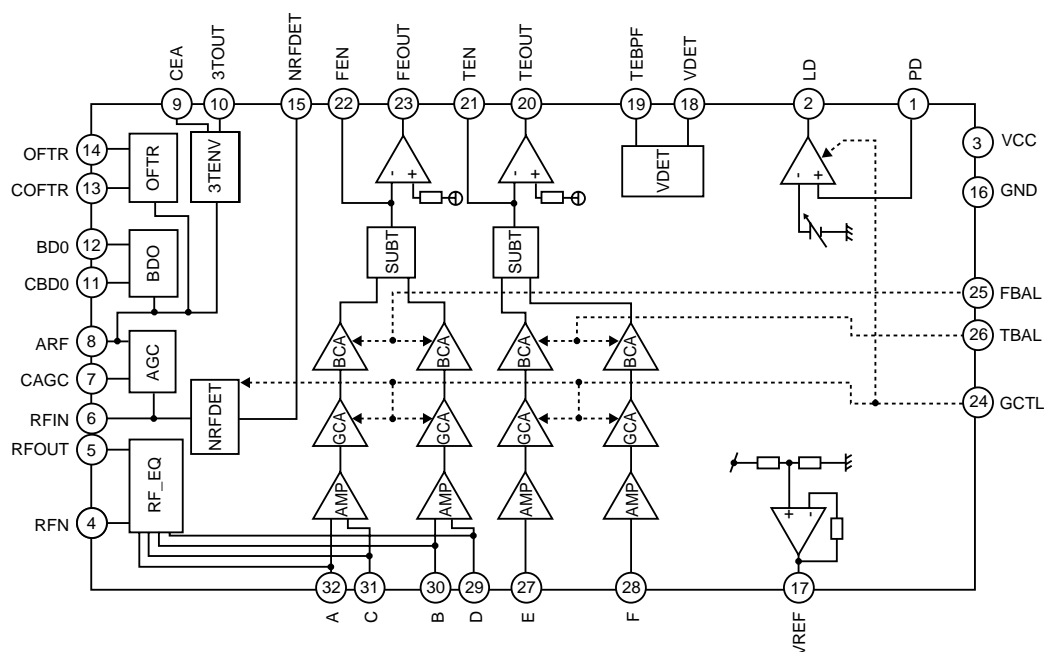 CEA
3TOUT
NRFDET
FEN
FEOUT
TEN
TEOUT
TEBPF
VDET
LD
PD
9
10
15
22
23
21
20
19
18
2
1
OFTR
14
COFTR
13
OFTR
3TENV
- +
- +
VDET
- +
3
VCC
16
GND
BD0
12
CBD0
11
BDO
SUBT
SUBT
25
FBAL
26
TBAL
ARF
8
CAGC
7
AGC
BCA
BCA
BCA
BCA
RFIN
6
NRFDET
GCA
GCA
GCA
GCA
24
GCTL
RFOUT
5
RFN
4
RF_EQ
AMP
AMP
AMP
AMP
+ -
32
31
30
29
27
28
17
A
C
B
D
E
F
VREF